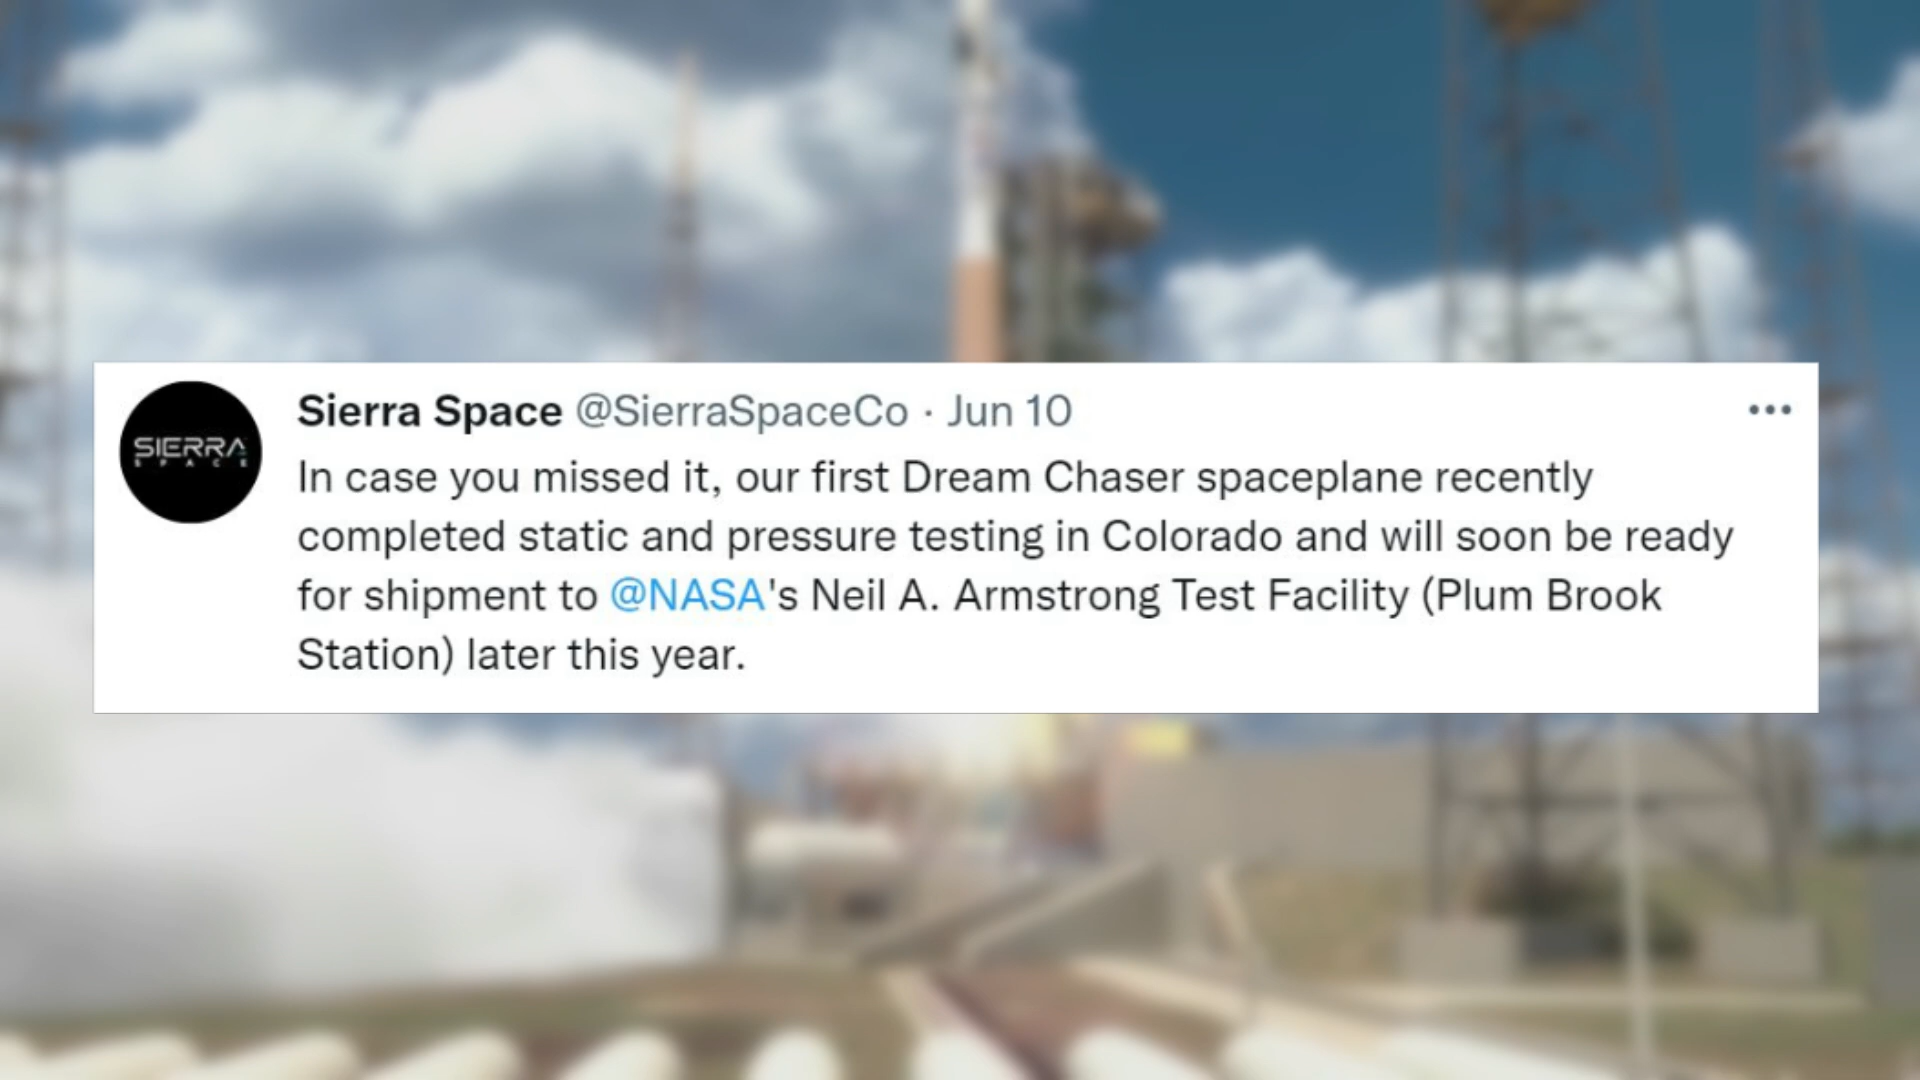 Sierra Space @SierraSpaceCo · Jun 10
SIERRA
SPACE
In case you missed it, our first Dream Chaser spaceplane recently
completed static and pressure testing in Colorado and will soon be ready
for shipment to @NASA's Neil A. Armstrong Test Facility (Plum Brook
Station) later this year.